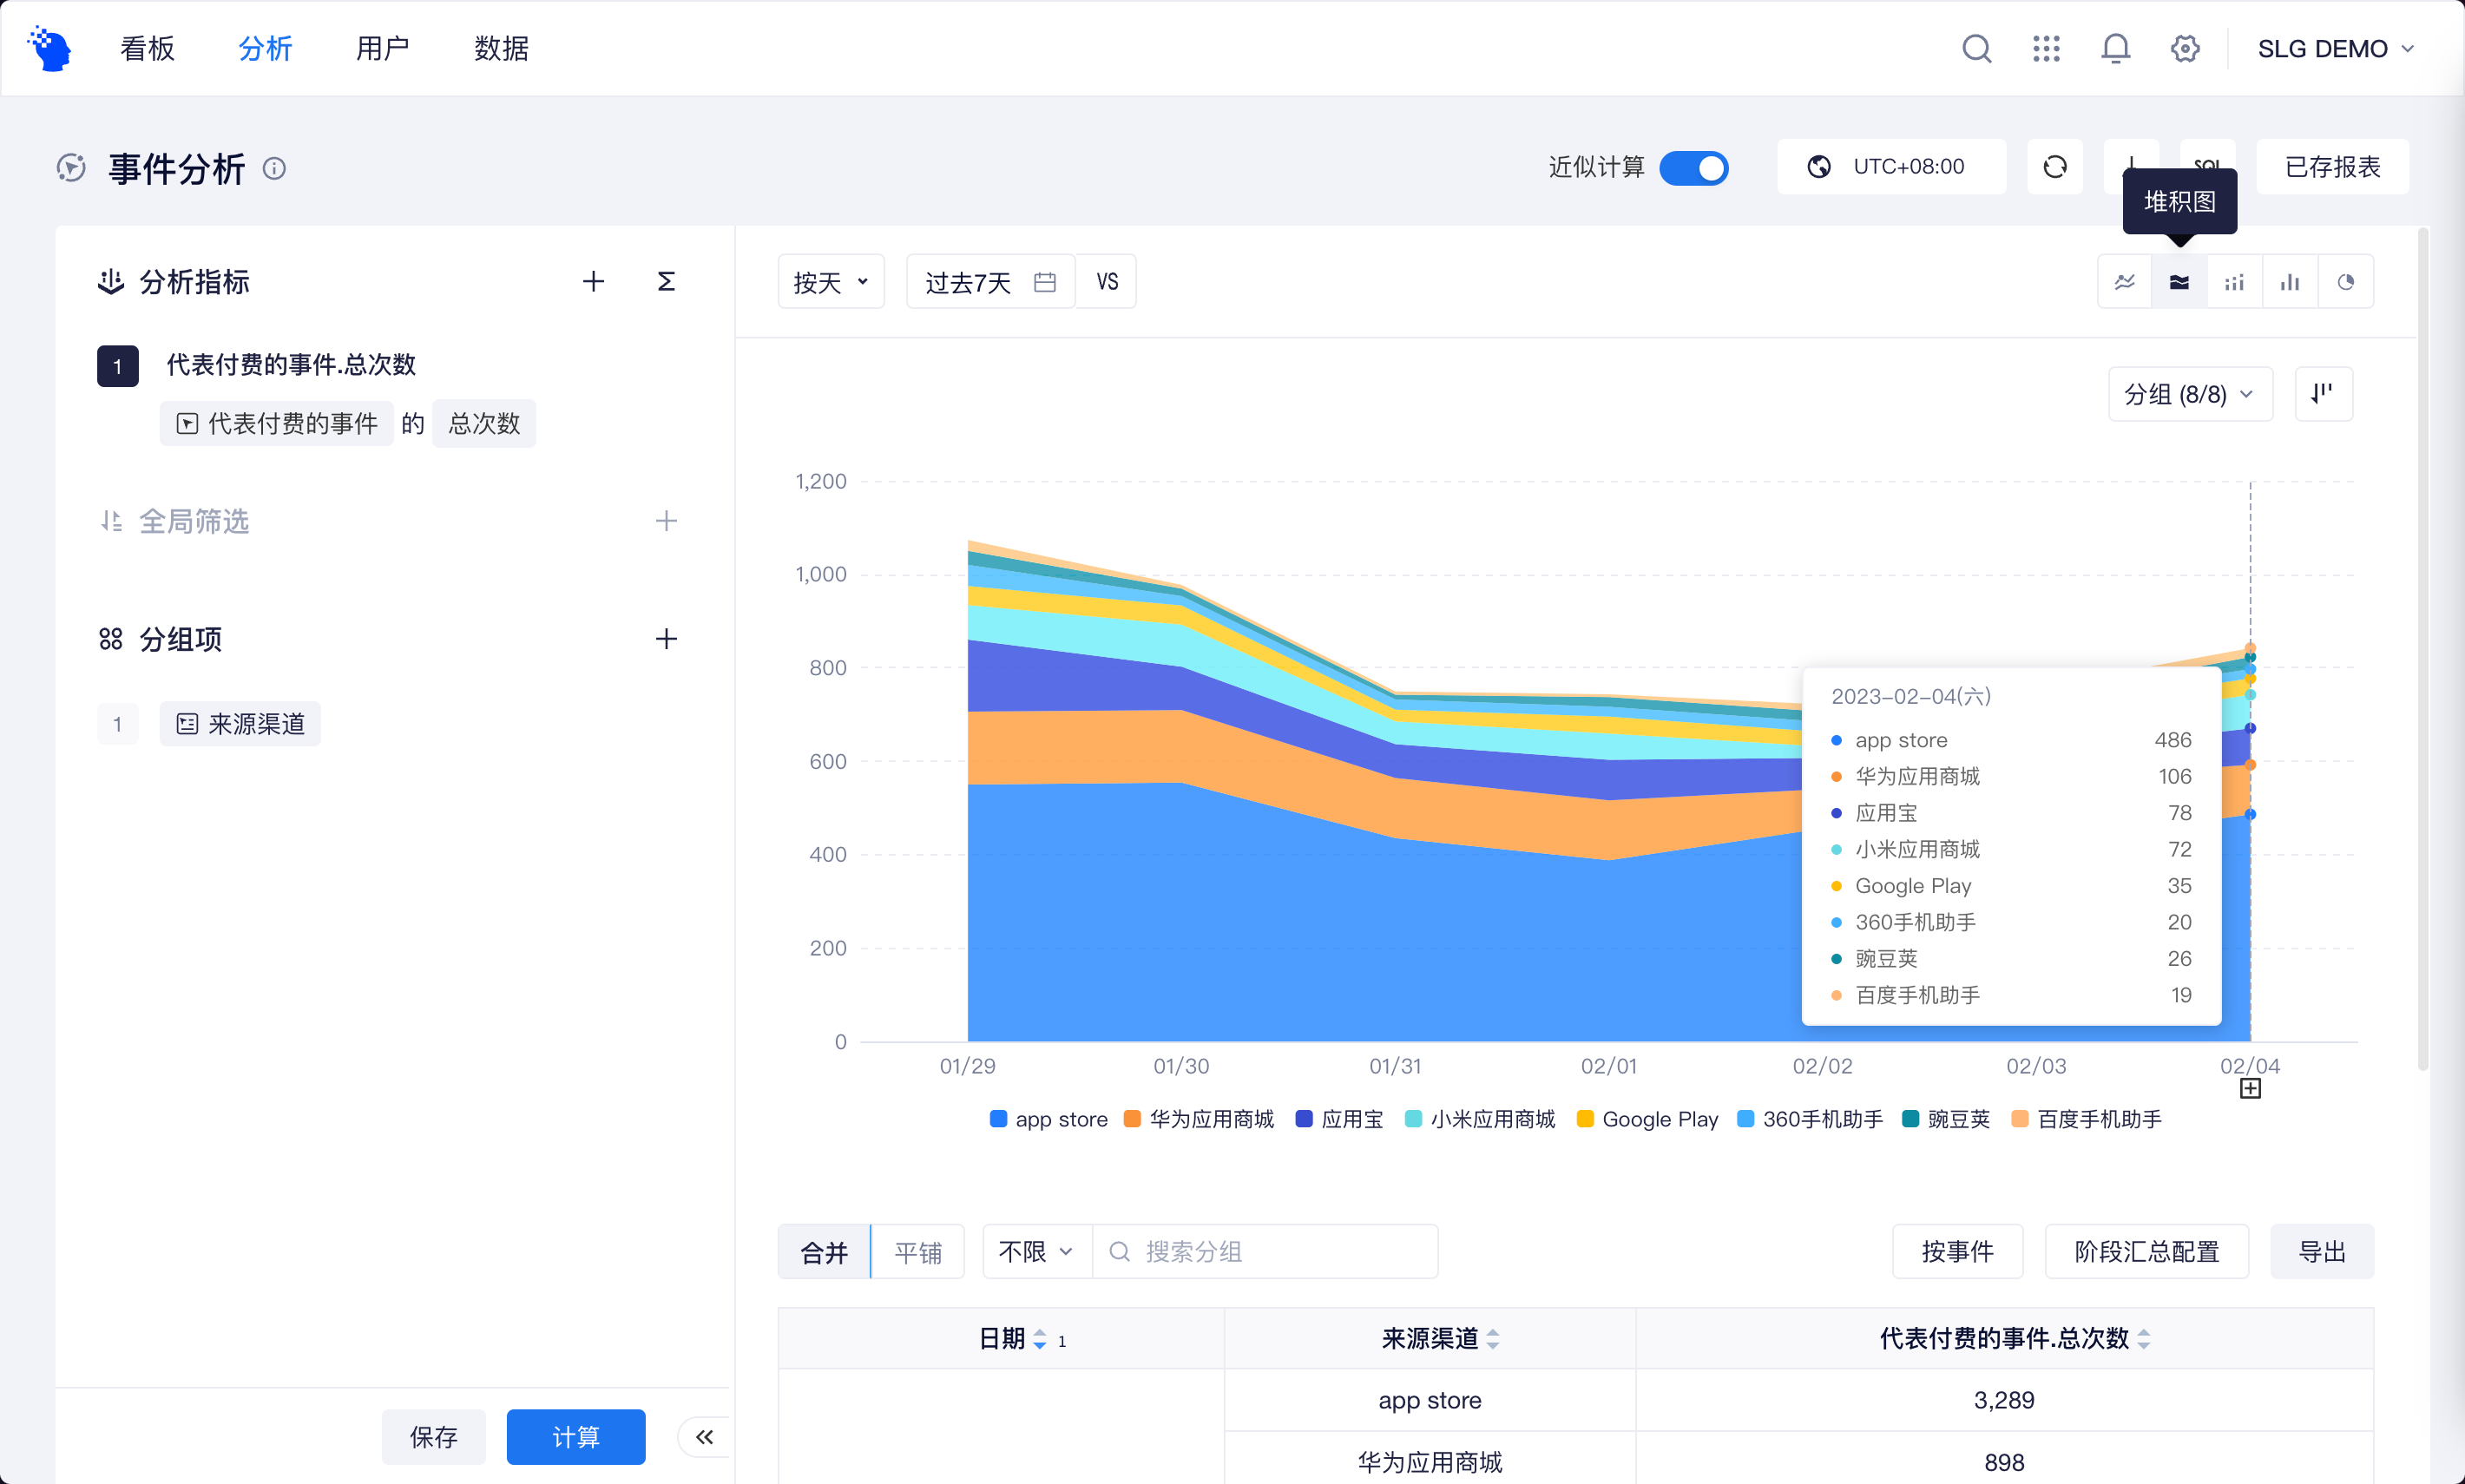 看板 分析 用户 数据 SLG DEMO
事件分析 近似计算 UTC+08:00 已存报表
堆积图
分析指标
1 代表付费的事件.总次数
代表付费的事件 的 总次数
全局筛选
分组项
1 来源渠道
保存 计算
按天 过去7天 VS
分组 (8/8)
1,200
1,000
800
600
400
200
0
01/29 01/30 01/31 02/01 02/02 02/03 02/04
2023-02-04(六)
app store 486
华为应用商城 106
应用宝 78
小米应用商城 72
Google Play 35
360手机助手 20
豌豆荚 26
百度手机助手 19
app store 华为应用商城 应用宝 小米应用商城 Google Play 360手机助手 豌豆荚 百度手机助手
合并 平铺 不限 搜索分组 按事件 阶段汇总配置 导出
日期 1 来源渠道 代表付费的事件.总次数
app store 3,289
华为应用商城 898